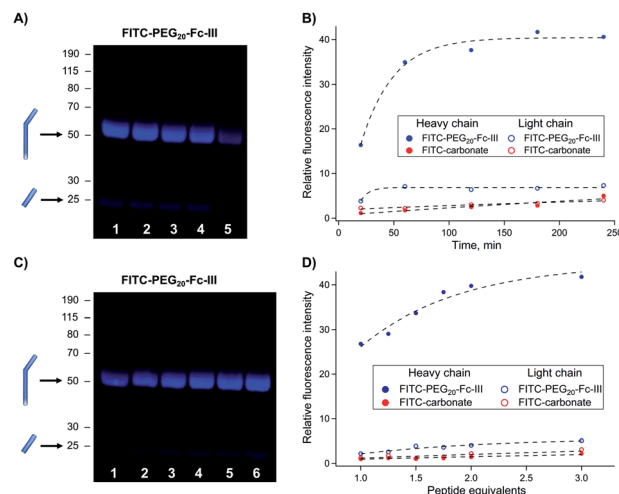 A)
FITC-PEG20-Fc-III
190 –
115 –
80 –
70 –
50 –
30 –
25 –
1 2 3 4 5
B)
Relative fluorescence intensity
40
30
20
10
0
Heavy chain Light chain
FITC-PEG20-Fc-III FITC-PEG20-Fc-III
FITC-carbonate FITC-carbonate
0 50 100 150 200 250
Time, min
C)
FITC-PEG20-Fc-III
190 –
115 –
80 –
70 –
50 –
30 –
25 –
1 2 3 4 5 6
D)
Relative fluorescence intensity
40
30
20
10
0
Heavy chain Light chain
FITC-PEG20-Fc-III FITC-PEG20-Fc-III
FITC-carbonate FITC-carbonate
1.0 1.5 2.0 2.5 3.0
Peptide equivalents